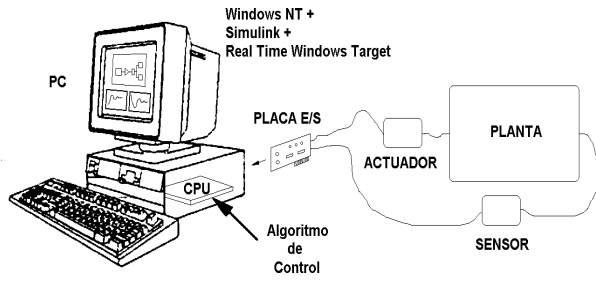 Windows NT +
Simulink +
Real Time Windows Target
PC
PLACA E/S
ACTUADOR
PLANTA
CPU
SENSOR
Algoritmo
de
Control